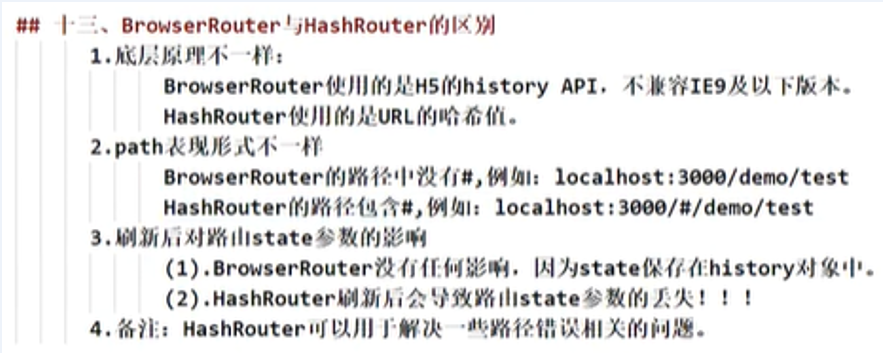 ## 十三、BrowserRouter与HashRouter的区别
1.底层原理不一样：
BrowserRouter使用的是H5的history API，不兼容IE9及以下版本。
HashRouter使用的是URL的哈希值。
2.path表现形式不一样
BrowserRouter的路径中没有#,例如：localhost:3000/demo/test
HashRouter的路径包含#,例如：localhost:3000/#/demo/test
3.刷新后对路由state参数的影响
(1).BrowserRouter没有任何影响，因为state保存在history对象中。
(2).HashRouter刷新后会导致路由state参数的丢失！！！
4.备注：HashRouter可以用于解决一些路径错误相关的问题。